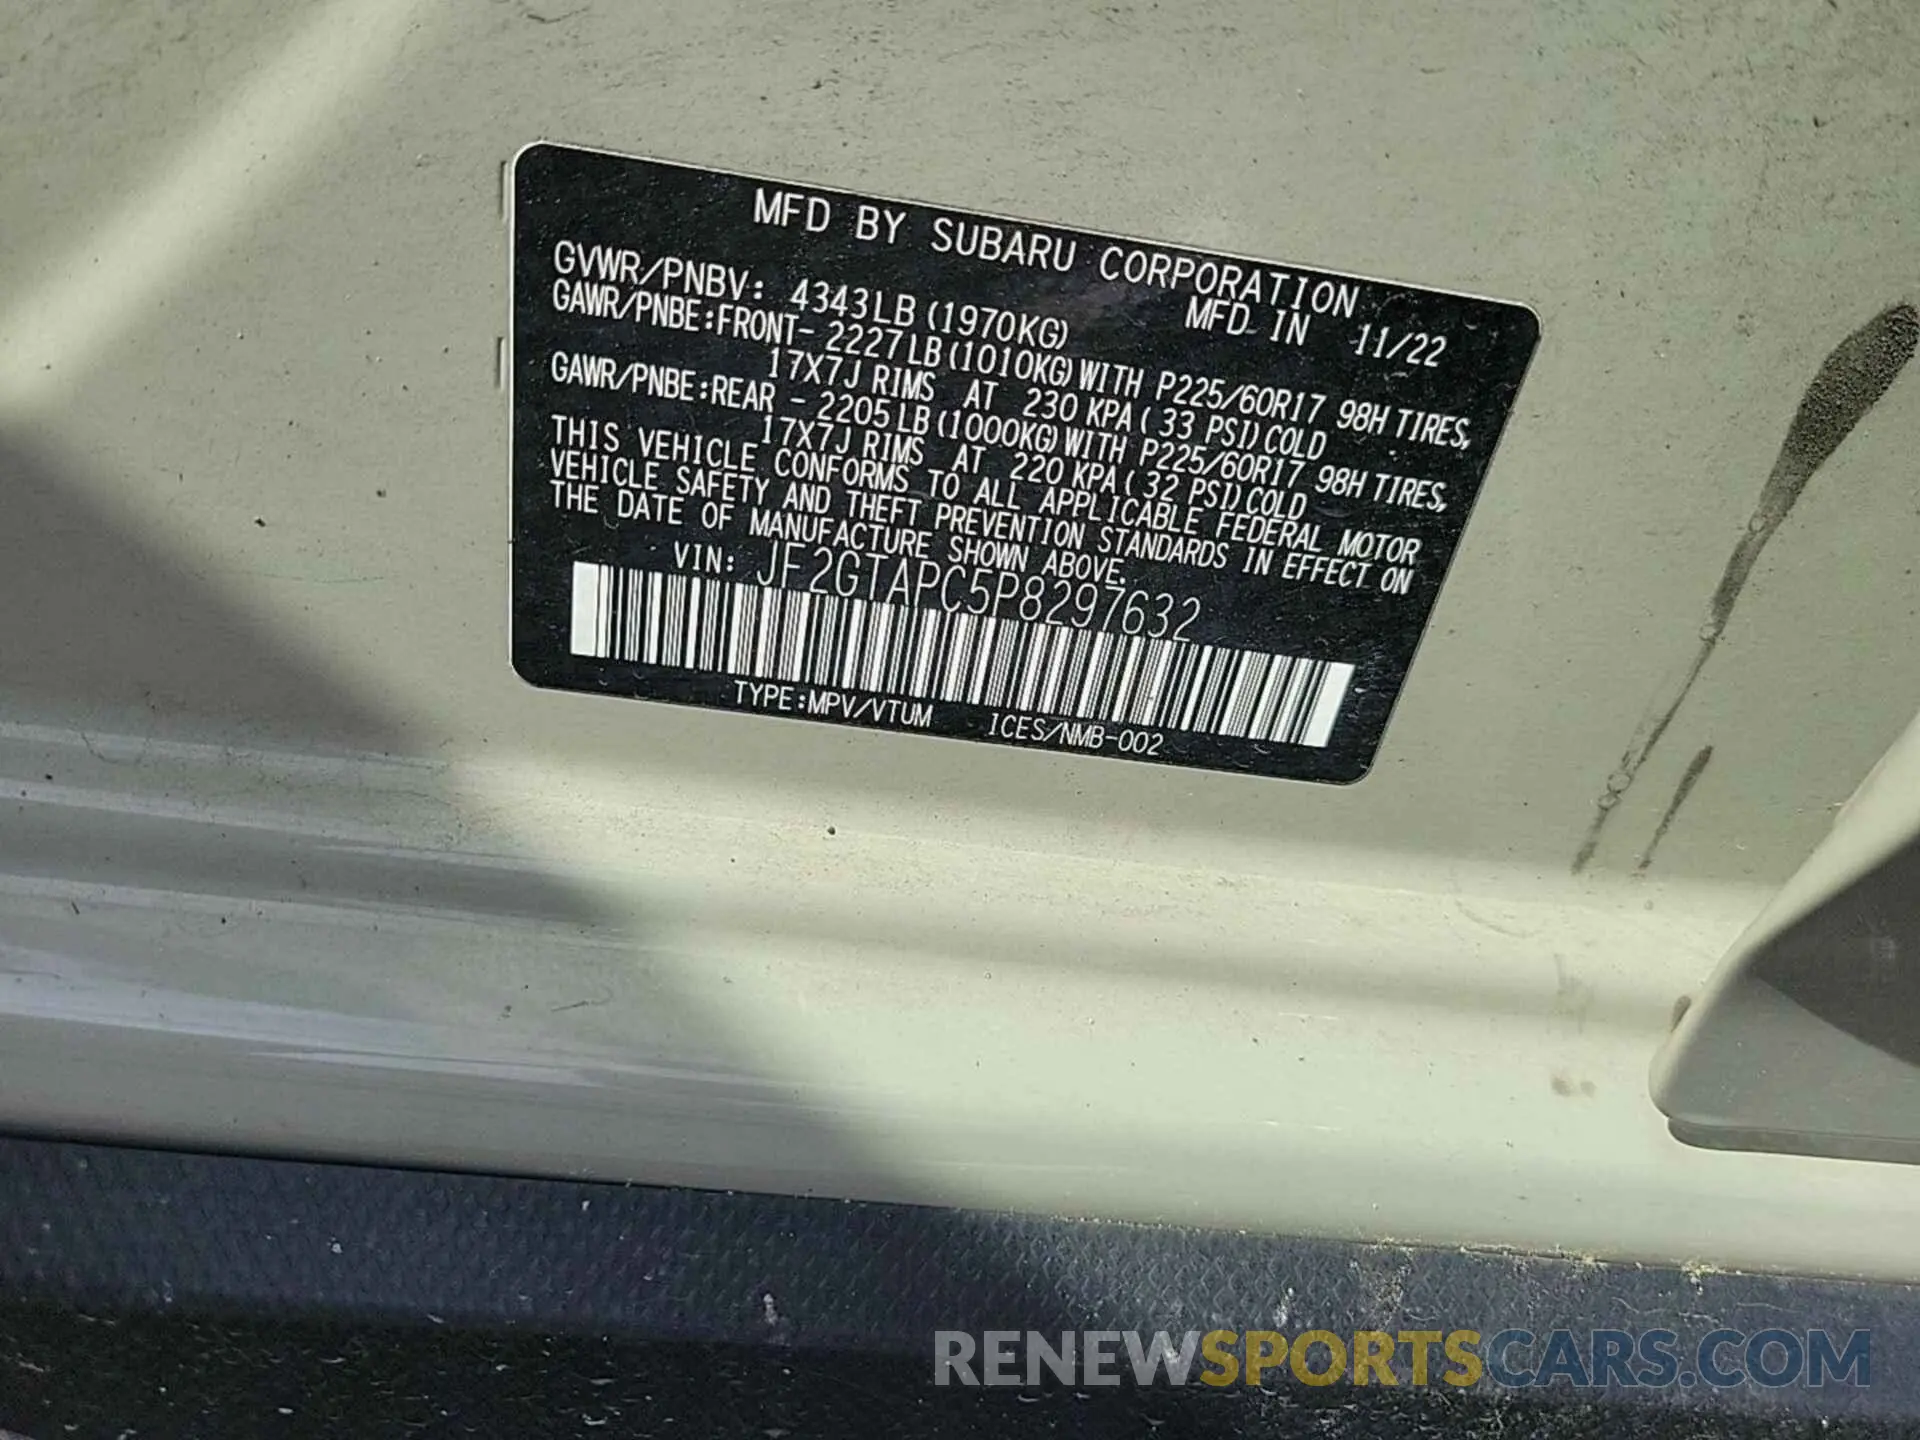 MFD BY SUBARU CORPORATION
GVWR/PNBV: 4343LB (1970KG) MFD IN 11/22
GAWR/PNBE:FRONT- 2227LB(1010KG)WITH P225/60R17 98H TIRES,
17X7J RIMS AT 230 KPA( 33 PSI)COLD
GAWR/PNBE:REAR - 2205LB(1000KG)WITH P225/60R17 98H TIRES,
17X7J RIMS AT 220 KPA( 32 PSI)COLD
THIS VEHICLE CONFORMS TO ALL APPLICABLE FEDERAL MOTOR
VEHICLE SAFETY AND THEFT PREVENTION STANDARDS IN EFFECT ON
THE DATE OF MANUFACTURE SHOWN ABOVE.
VIN: JF2GTAPC5P8297632
TYPE:MPV/VTUM ICES/NMB-002
RENEWSPORTSCARS.COM